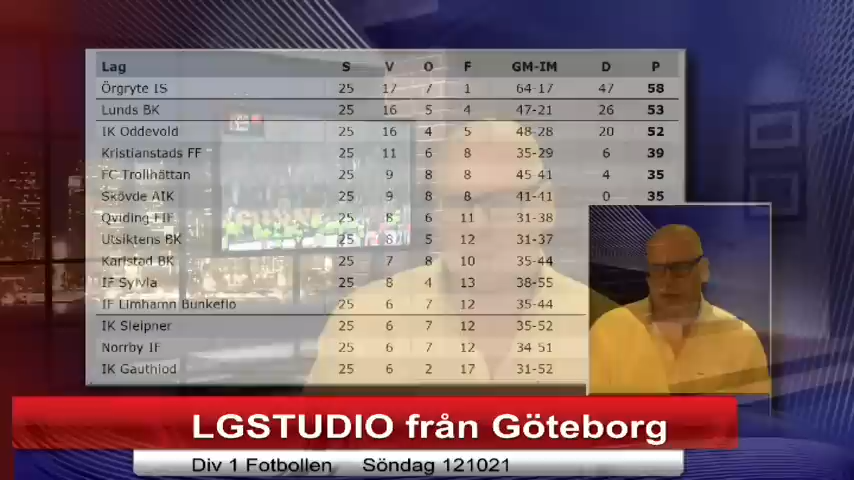 Lag S V O F GM-IM D P
Örgryte IS 25 17 7 1 64-17 47 58
Lunds BK 25 16 5 4 47-21 26 53
IK Oddevold 25 16 4 5 48-28 20 52
Kristianstads FF 25 11 6 8 35-29 6 39
FC Trollhättan 25 9 8 8 45-41 4 35
Skövde AIK 25 9 8 8 41-41 0 35
Qviding FIF 25 8 6 11 31-38
Utsiktens BK 25 8 5 12 31-37
Karlstad BK 25 7 8 10 35-44
IF Sylvia 25 8 4 13 38-55
IF Limhamn Bunkeflo 25 6 7 12 35-44
IK Sleipner 25 6 7 12 35-52
Norrby IF 25 6 7 12 34-51
IK Gauthiod 25 6 2 17 31-52
LGSTUDIO från Göteborg
Div 1 Fotbollen Söndag 121021